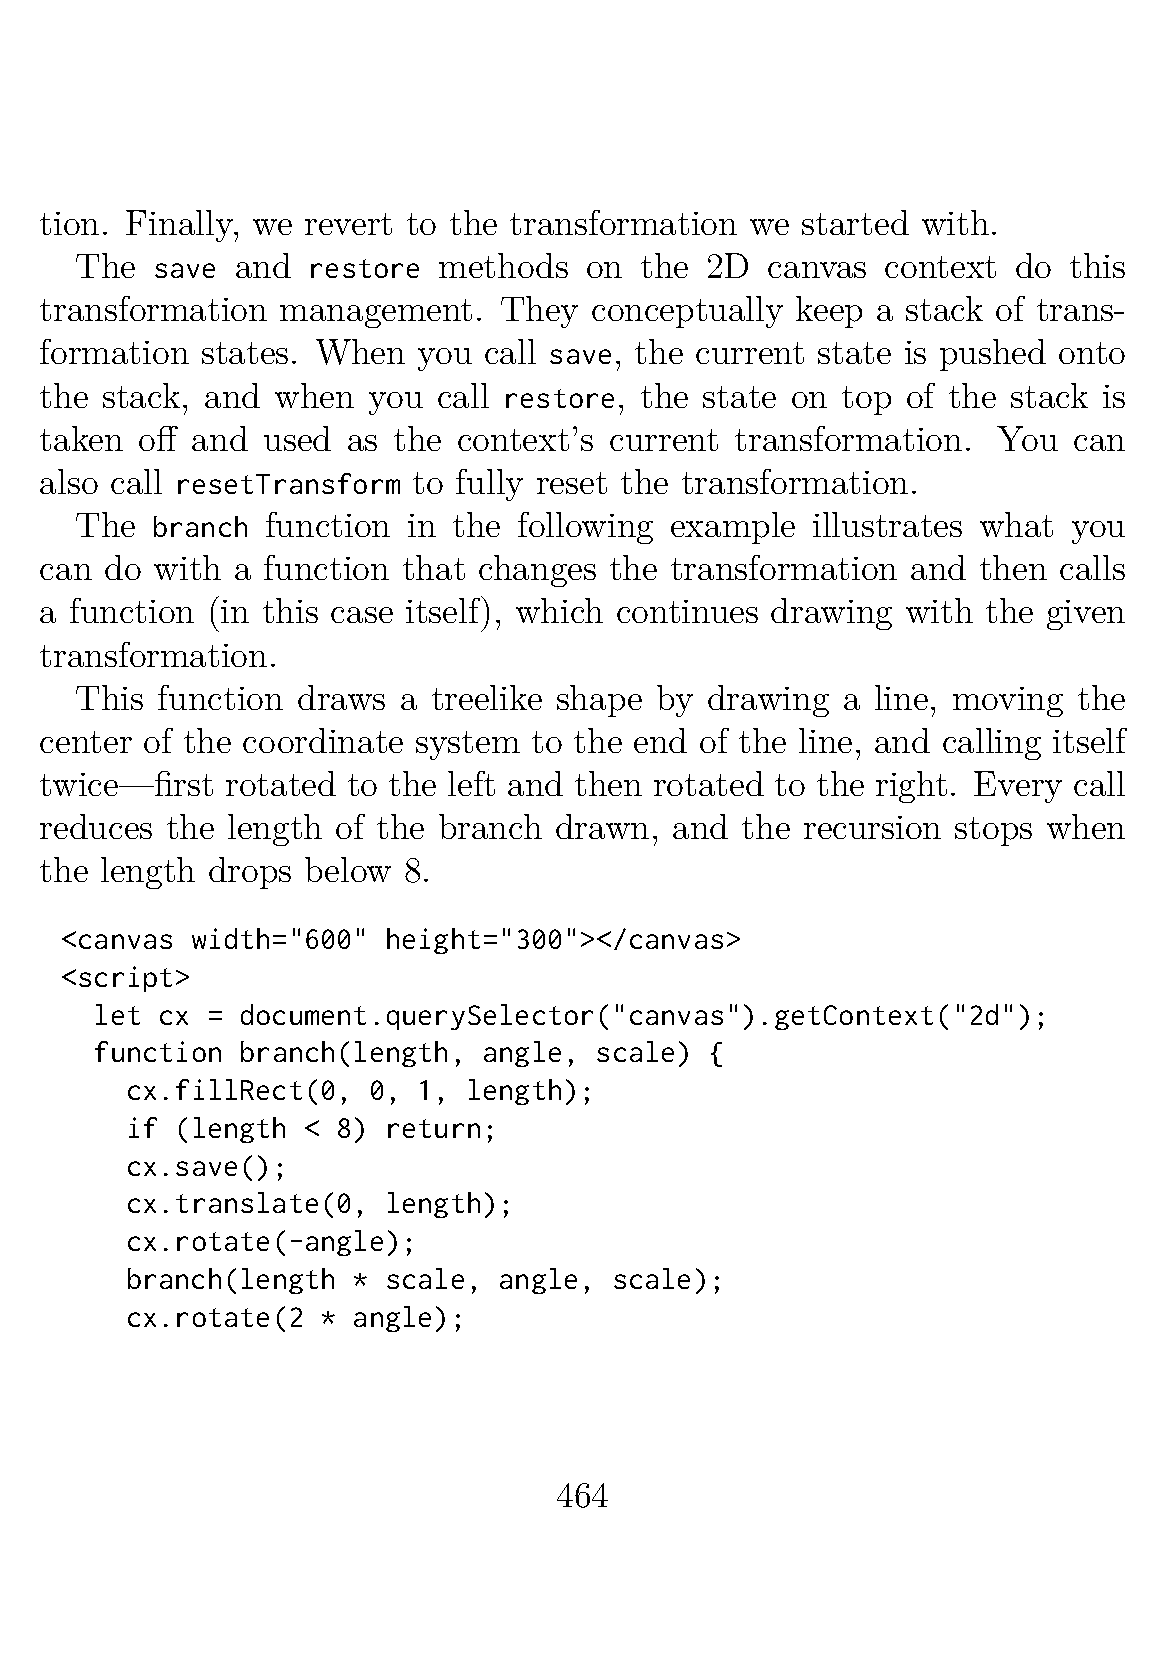 tion. Finally, we revert to the transformation we started with.
The save and restore methods on the 2D canvas context do this
transformation management. They conceptually keep a stack of trans-
formation states. When you call save, the current state is pushed onto
the stack, and when you call restore, the state on top of the stack is
taken off and used as the context's current transformation. You can
also call resetTransform to fully reset the transformation.
The branch function in the following example illustrates what you
can do with a function that changes the transformation and then calls
a function (in this case itself), which continues drawing with the given
transformation.
This function draws a treelike shape by drawing a line, moving the
center of the coordinate system to the end of the line, and calling itself
twice—first rotated to the left and then rotated to the right. Every call
reduces the length of the branch drawn, and the recursion stops when
the length drops below 8.
<canvas width="600" height="300"></canvas>
<script>
  let cx = document.querySelector("canvas").getContext("2d");
  function branch(length, angle, scale) {
    cx.fillRect(0, 0, 1, length);
    if (length < 8) return;
    cx.save();
    cx.translate(0, length);
    cx.rotate(-angle);
    branch(length * scale, angle, scale);
    cx.rotate(2 * angle);
464